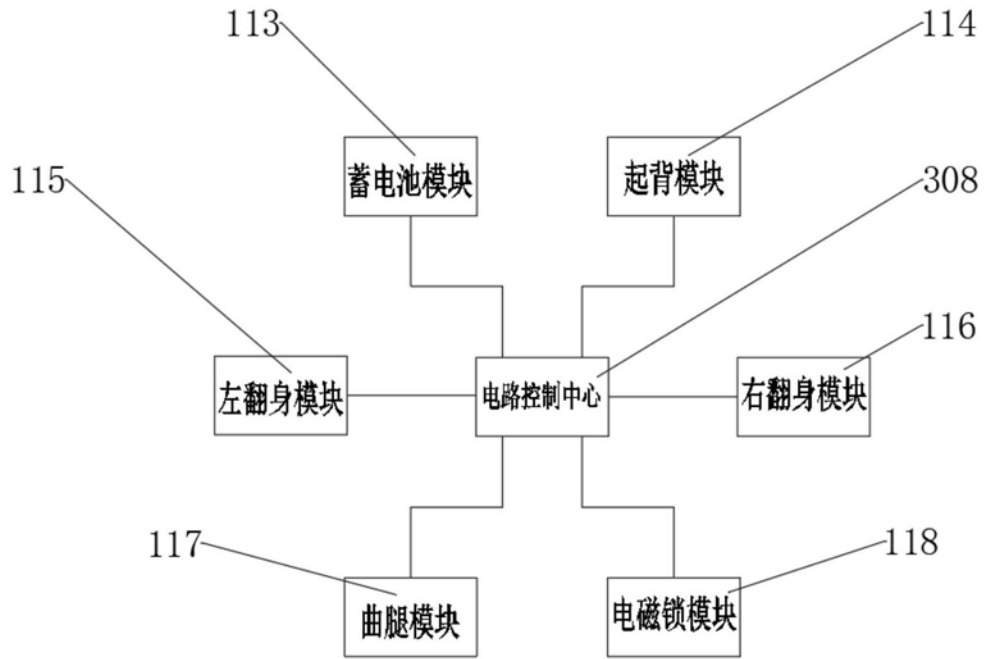 113
114
蓄电池模块
起背模块
115
308
116
左翻身模块
电路控制中心
右翻身模块
117
118
曲腿模块
电磁锁模块